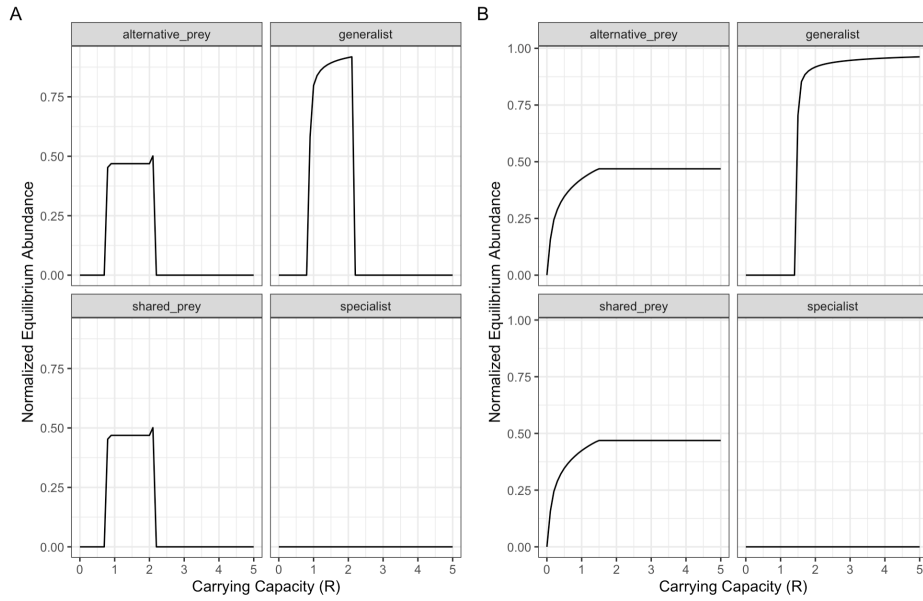 A
B
alternative_prey
generalist
alternative_prey
generalist
0.75
0.50
0.25
0.00
1.00
0.75
0.50
0.25
0.00
shared_prey
specialist
shared_prey
specialist
0.75
0.50
0.25
0.00
1.00
0.75
0.50
0.25
0.00
0 1 2 3 4 5
0 1 2 3 4 5
0 1 2 3 4 5
0 1 2 3 4 5
Normalized Equilibrium Abundance
Normalized Equilibrium Abundance
Carrying Capacity (R)
Carrying Capacity (R)